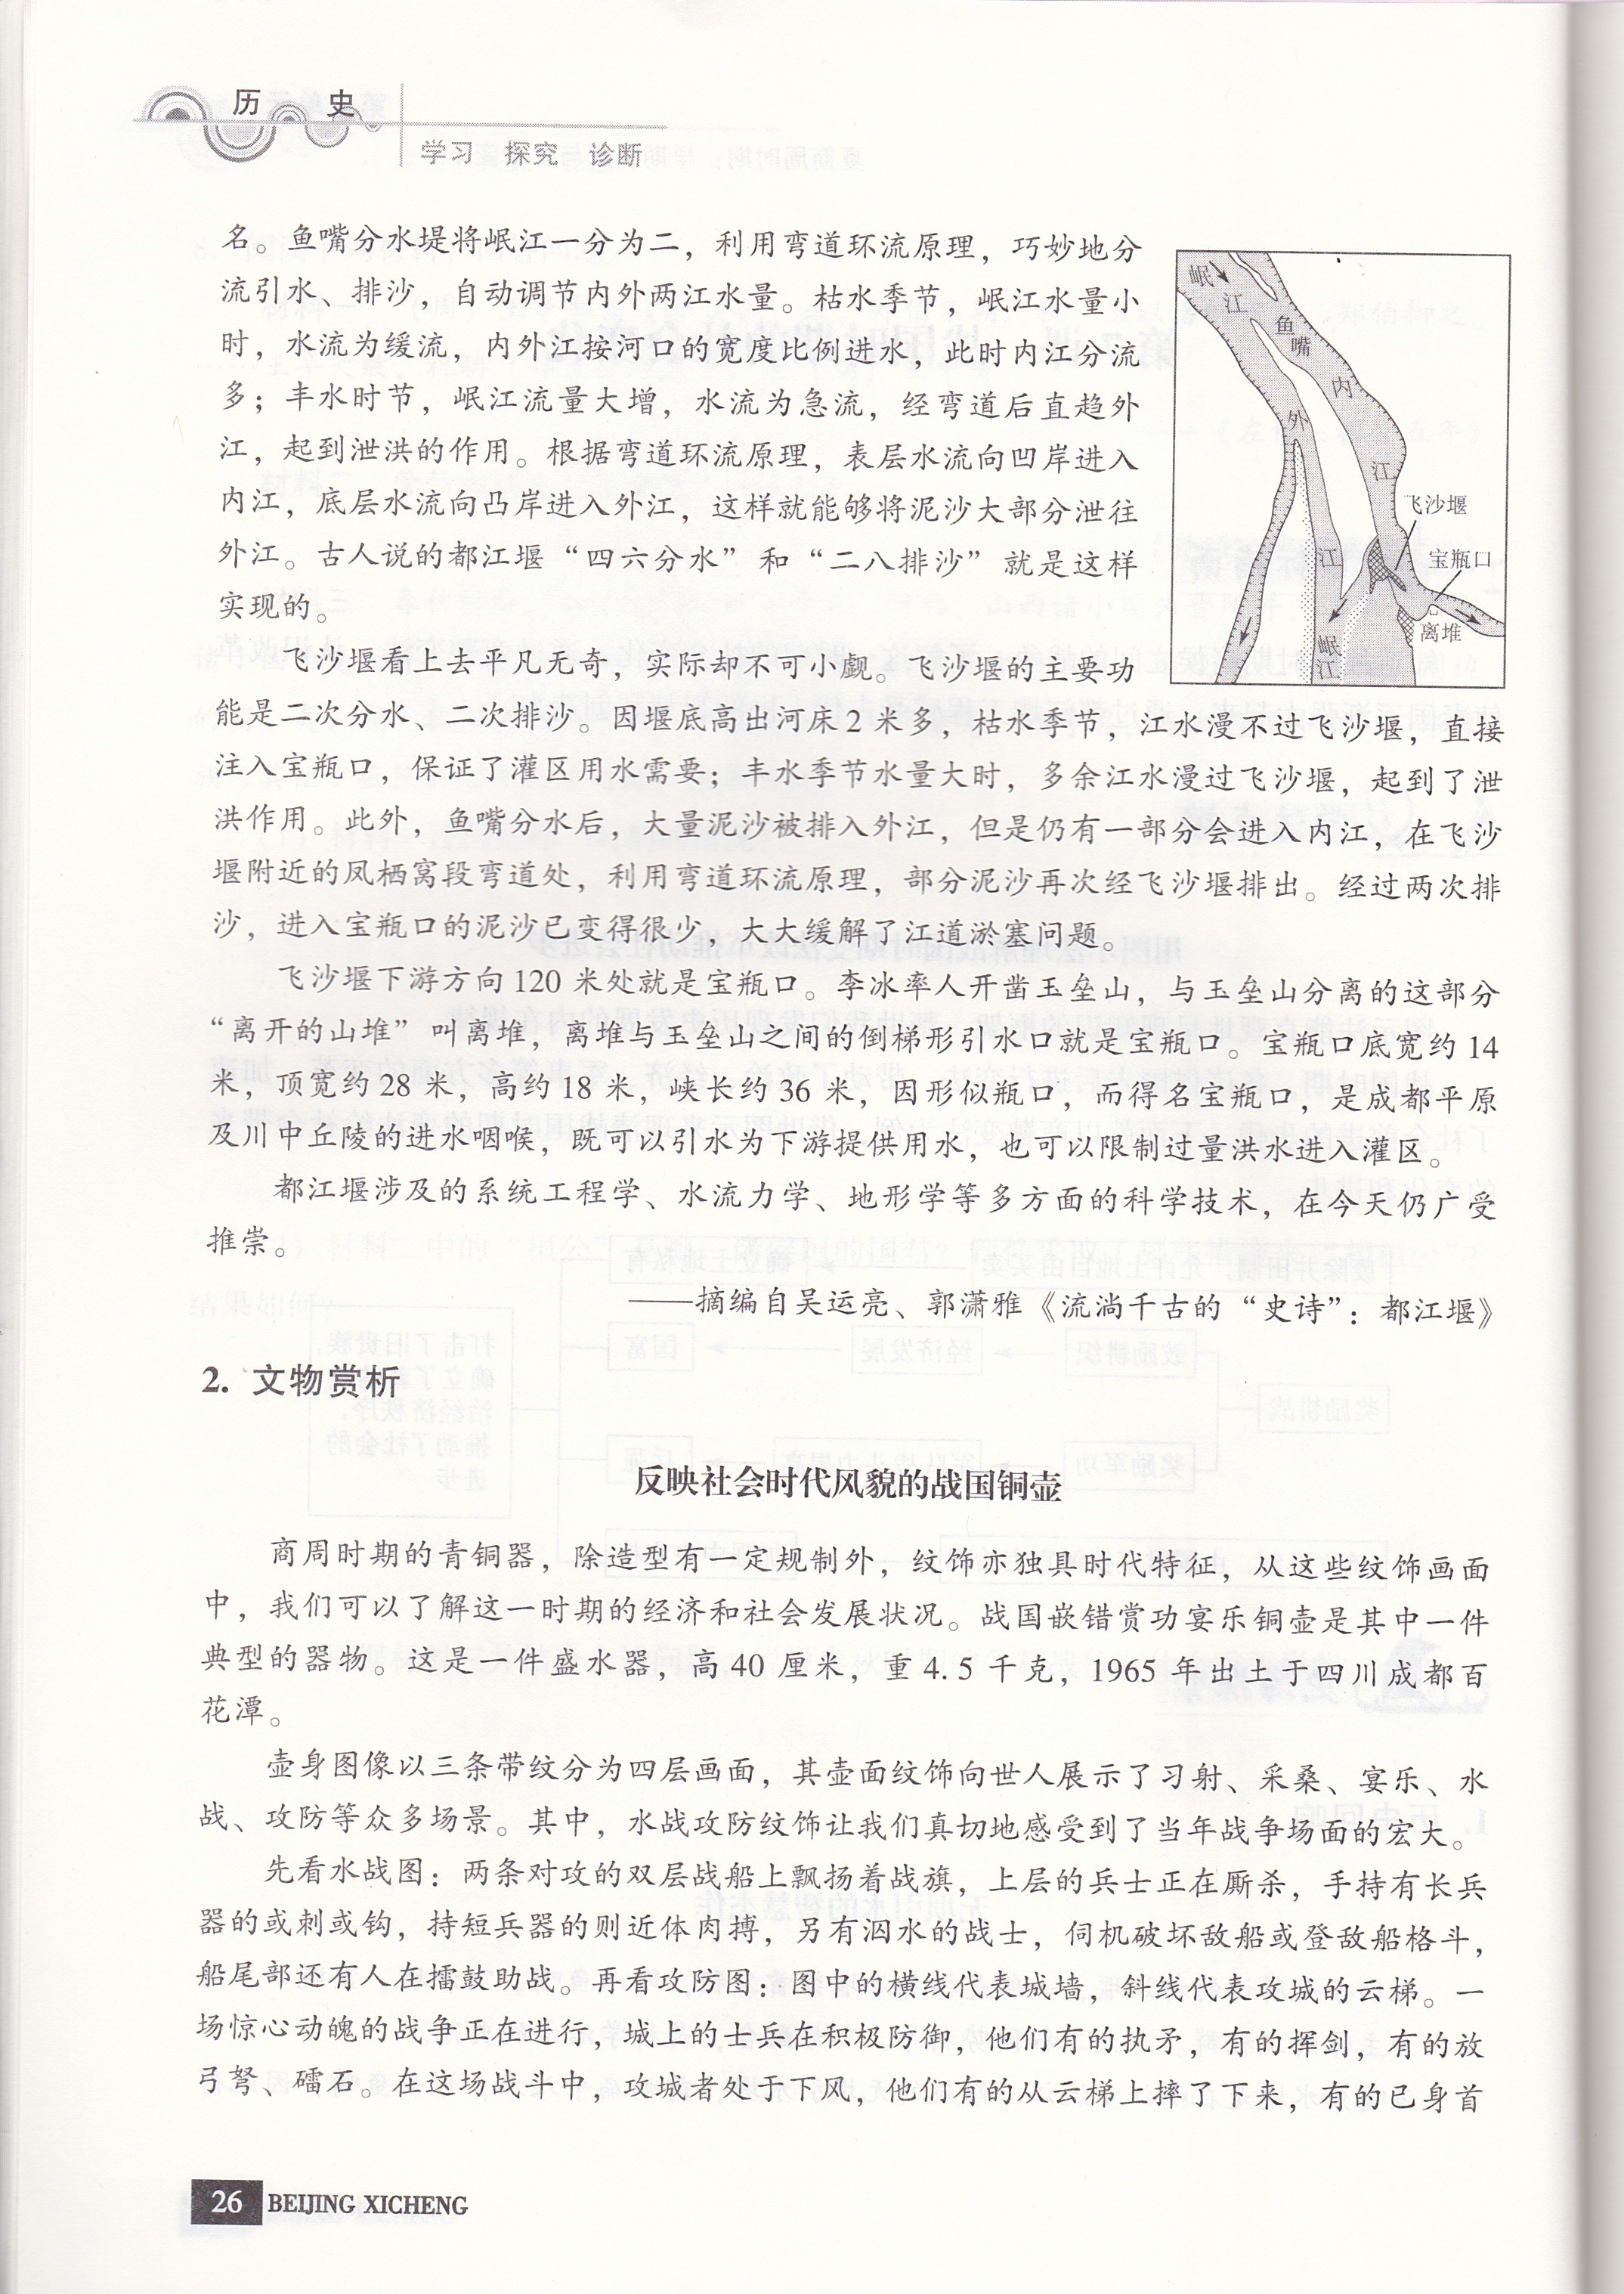 历 史
学习 探究 诊断
名。鱼嘴分水堤将岷江一分为二，利用弯道环流原理，巧妙地分
流引水、排沙，自动调节内外两江水量。枯水季节，岷江水量小
时，水流为缓流，内外江按河口的宽度比例进水，此时内江分流
多；丰水时节，岷江流量大增，水流为急流，经弯道后直趋外
江，起到泄洪的作用。根据弯道环流原理，表层水流向凹岸进入
内江，底层水流向凸岸进入外江，这样就能够将泥沙大部分泄往
外江。古人说的都江堰“四六分水”和“二八排沙”就是这样
实现的。
岷
江
鱼
嘴
内
江
外
江
飞沙堰
宝瓶口
离堆
岷
江
飞沙堰看上去平凡无奇，实际却不可小觑。飞沙堰的主要功
能是二次分水、二次排沙。因堰底高出河床2米多，枯水季节，江水漫不过飞沙堰，直接
注入宝瓶口，保证了灌区用水需要；丰水季节水量大时，多余江水漫过飞沙堰，起到了泄
洪作用。此外，鱼嘴分水后，大量泥沙被排入外江，但是仍有一部分会进入内江，在飞沙
堰附近的凤栖窝段弯道处，利用弯道环流原理，部分泥沙再次经飞沙堰排出。经过两次排
沙，进入宝瓶口的泥沙已变得很少，大大缓解了江道淤塞问题。
飞沙堰下游方向120米处就是宝瓶口。李冰率人开凿玉垒山，与玉垒山分离的这部分
“离开的山堆”叫离堆，离堆与玉垒山之间的倒梯形引水口就是宝瓶口。宝瓶口底宽约14
米，顶宽约28米，高约18米，峡长约36米，因形似瓶口，而得名宝瓶口，是成都平原
及川中丘陵的进水咽喉，既可以引水为下游提供用水，也可以限制过量洪水进入灌区。
都江堰涉及的系统工程学、水流力学、地形学等多方面的科学技术，在今天仍广受
推崇。
——摘编自吴运亮、郭潇雅《流淌千古的“史诗”：都江堰》
2. 文物赏析
反映社会时代风貌的战国铜壶
商周时期的青铜器，除造型有一定规制外，纹饰亦独具时代特征，从这些纹饰画面
中，我们可以了解这一时期的经济和社会发展状况。战国嵌错赏功宴乐铜壶是其中一件
典型的器物。这是一件盛水器，高40厘米，重4.5千克，1965年出土于四川成都百
花潭。
壶身图像以三条带纹分为四层画面，其壶面纹饰向世人展示了习射、采桑、宴乐、水
战、攻防等众多场景。其中，水战攻防纹饰让我们真切地感受到了当年战争场面的宏大。
先看水战图：两条对攻的双层战船上飘扬着战旗，上层的兵士正在厮杀，手持有长兵
器的或刺或钩，持短兵器的则近体肉搏，另有泅水的战士，伺机破坏敌船或登敌船格斗，
船尾部还有人在擂鼓助战。再看攻防图：图中的横线代表城墙，斜线代表攻城的云梯。一
场惊心动魄的战争正在进行，城上的士兵在积极防御，他们有的执矛，有的挥剑，有的放
弓弩、礌石。在这场战斗中，攻城者处于下风，他们有的从云梯上摔了下来，有的已身首
26 BEIJING XICHENG